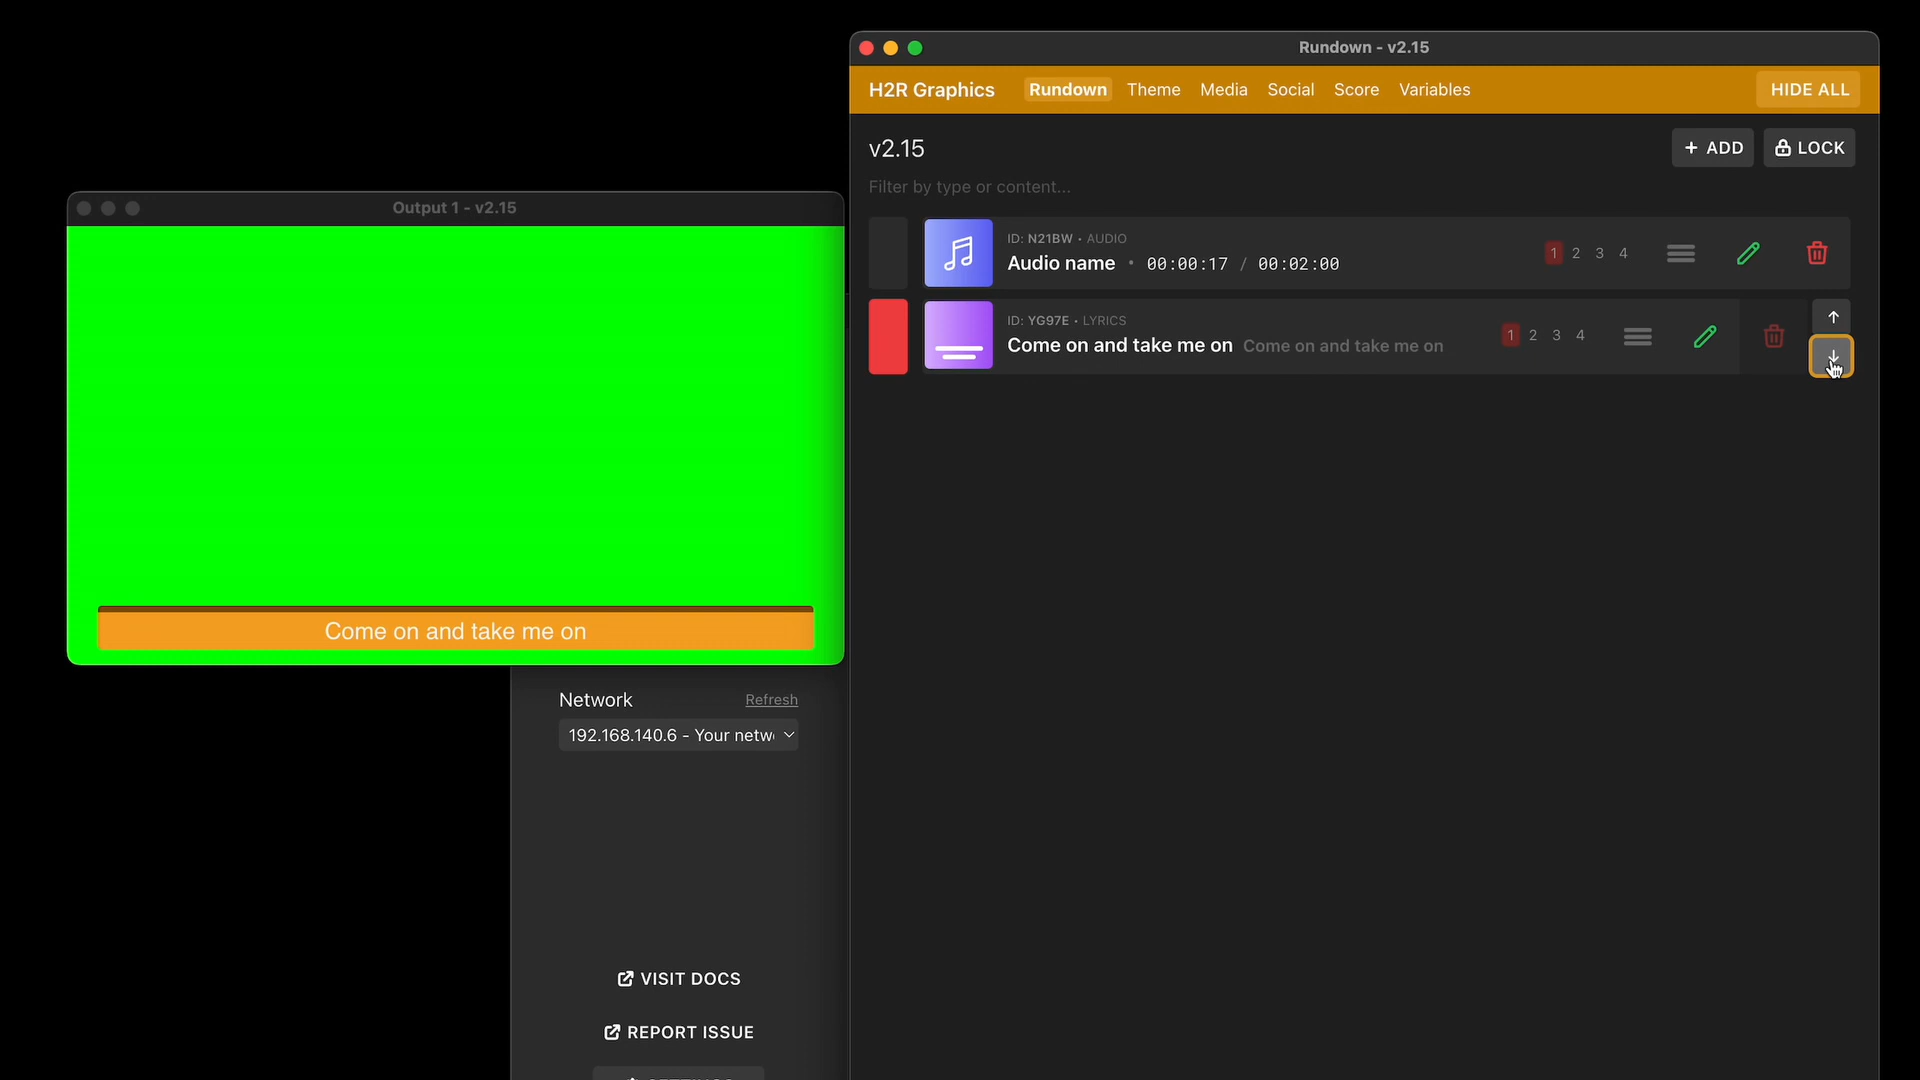 Rundown - v2.15
H2R Graphics Rundown Theme Media Social Score Variables HIDE ALL
v2.15
+ ADD
LOCK
Filter by type or content...
ID: N21BW • AUDIO
Audio name • 00:00:17 / 00:02:00
1 2 3 4
ID: YG97E • LYRICS
Come on and take me on Come on and take me on
1 2 3 4
Output 1 - v2.15
Come on and take me on
Network Refresh
192.168.140.6 - Your netw
VISIT DOCS
REPORT ISSUE